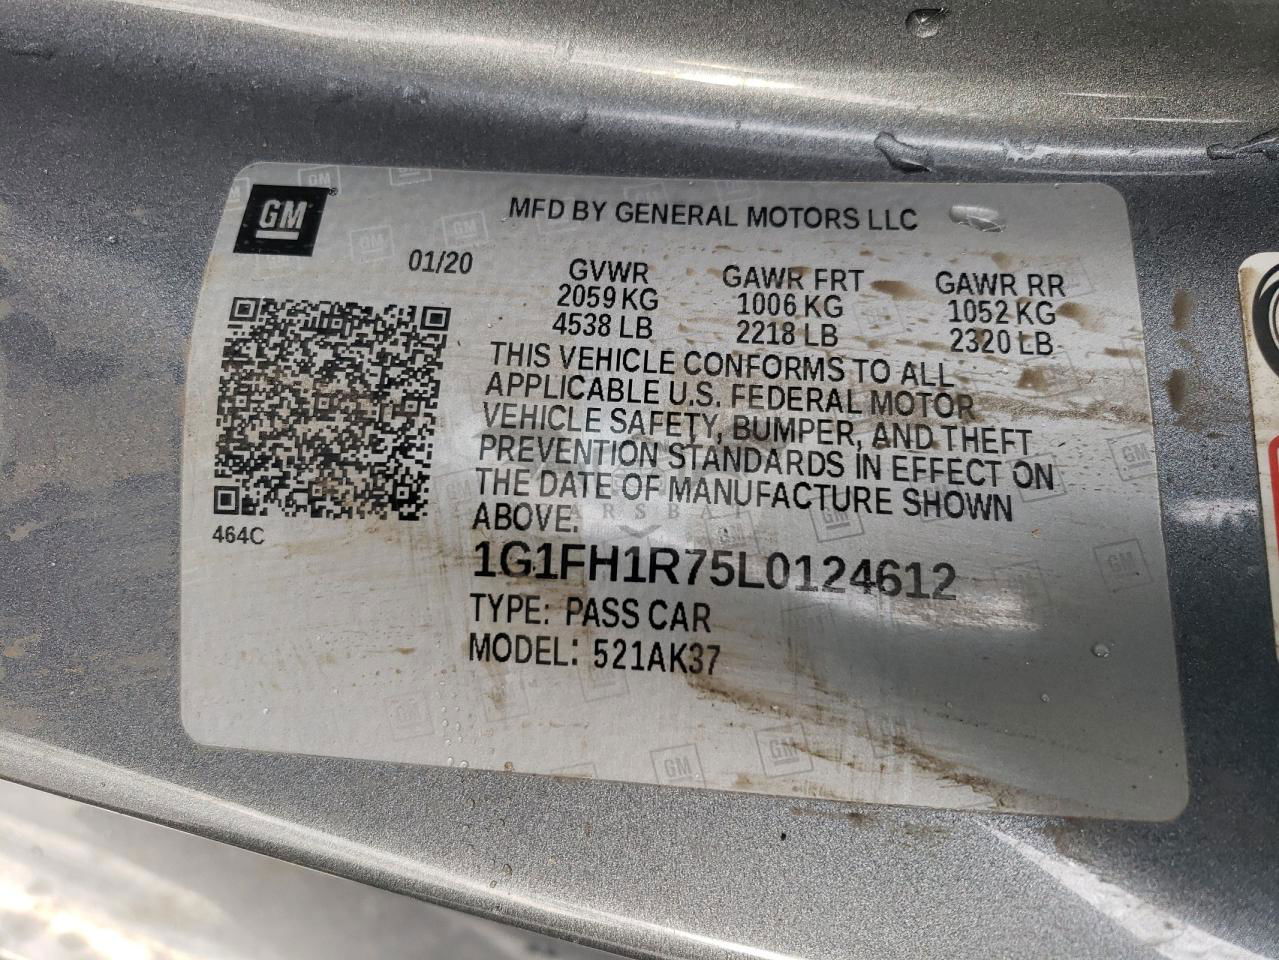 GM
MFD BY GENERAL MOTORS LLC
01/20
GVWR GAWR FRT GAWR RR
2059 KG 1006 KG 1052 KG
4538 LB 2218 LB 2320 LB
THIS VEHICLE CONFORMS TO ALL
APPLICABLE U.S. FEDERAL MOTOR
VEHICLE SAFETY, BUMPER, AND THEFT
PREVENTION STANDARDS IN EFFECT ON
THE DATE OF MANUFACTURE SHOWN
ABOVE.
464C
1G1FH1R75L0124612
TYPE: PASS CAR
MODEL: 521AK37